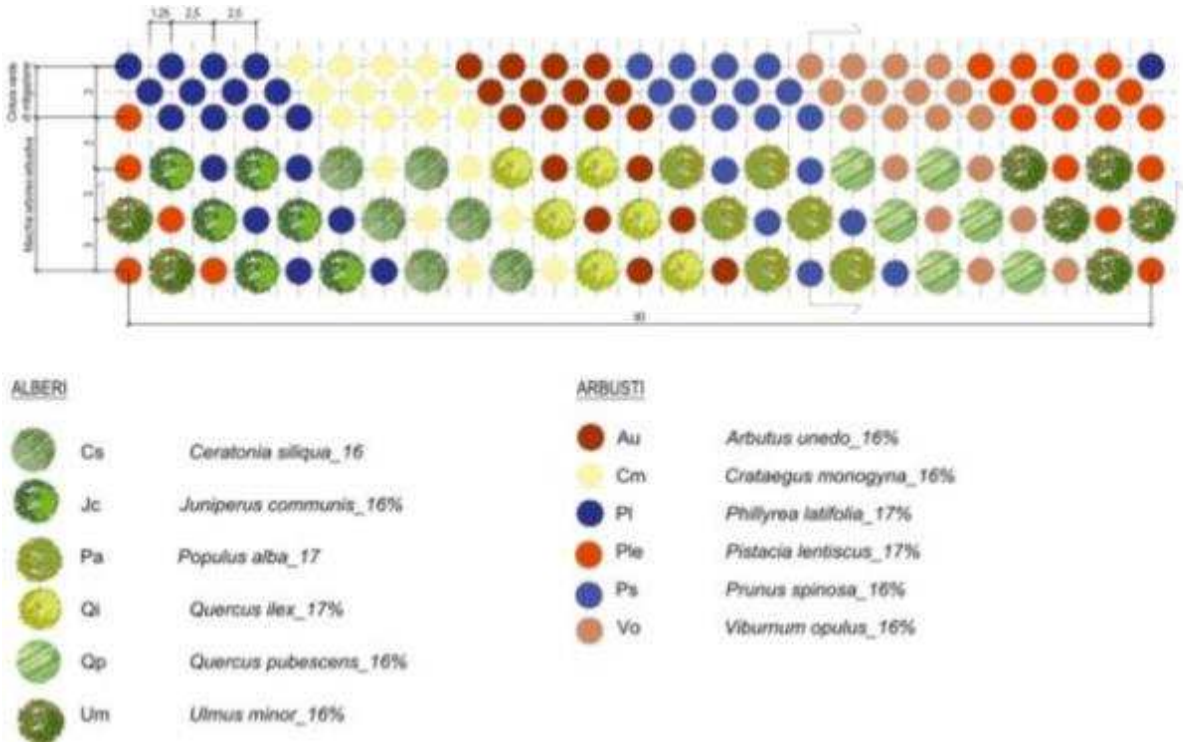 1,25 2,5 2,5
ALBERI
Cs Ceratonia siliqua_16
Jc Juniperus communis_16%
Pa Populus alba_17
Qi Quercus ilex_17%
Qp Quercus pubescens_16%
Um Ulmus minor_16%
ARBUSTI
Au Arbutus unedo_16%
Cm Crataegus monogyna_16%
Pl Phillyrea latifolia_17%
Ple Pistacia lentiscus_17%
Ps Prunus spinosa_16%
Vo Viburnum opulus_16%